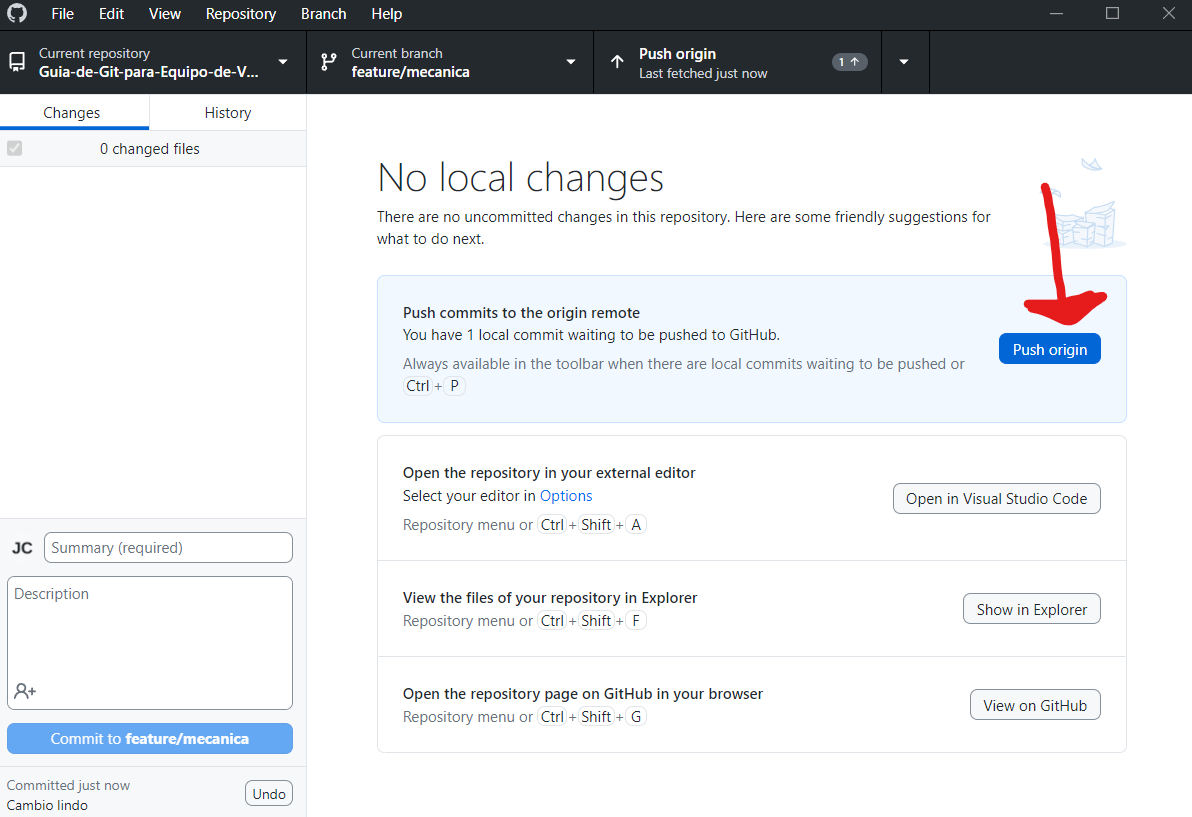 File Edit View Repository Branch Help
Current repository
Guia-de-Git-para-Equipo-de-V...
Current branch
feature/mecanica
Push origin
Last fetched just now
1
Changes
History
0 changed files
No local changes
There are no uncommitted changes in this repository. Here are some friendly suggestions for
what to do next.
Push commits to the origin remote
You have 1 local commit waiting to be pushed to GitHub.
Always available in the toolbar when there are local commits waiting to be pushed or
Ctrl + P
Push origin
Open the repository in your external editor
Select your editor in Options
Repository menu or Ctrl + Shift + A
Open in Visual Studio Code
View the files of your repository in Explorer
Repository menu or Ctrl + Shift + F
Show in Explorer
Open the repository page on GitHub in your browser
Repository menu or Ctrl + Shift + G
View on GitHub
JC
Summary (required)
Description
Commit to feature/mecanica
Committed just now
Cambio lindo
Undo